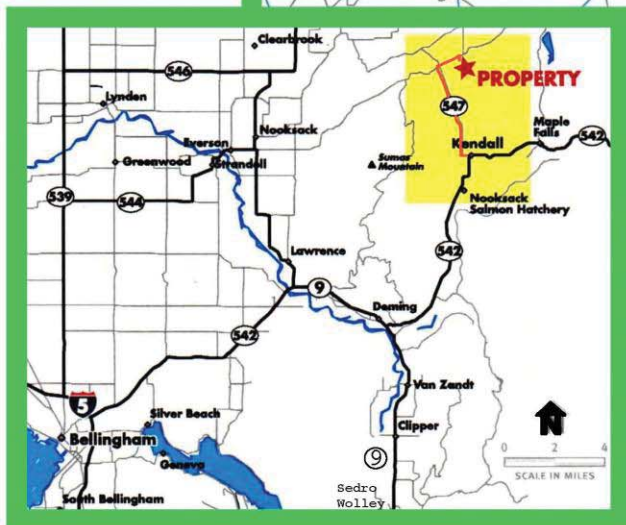 Clearbrook
546
PROPERTY
Lynden
547
Nooksack
Maple
Falls
Everson
Kendall
542
Greenwood
Strandell
Sumas
Mountain
539
544
Nooksack
Salmon Hatchery
Lawrence
542
9
Deming
542
5
Van Zandt
Silver Beach
Bellingham
Clipper
N
Geneva
9
0 2 4
SCALE IN MILES
South Bellingham
Sedro
Wolley